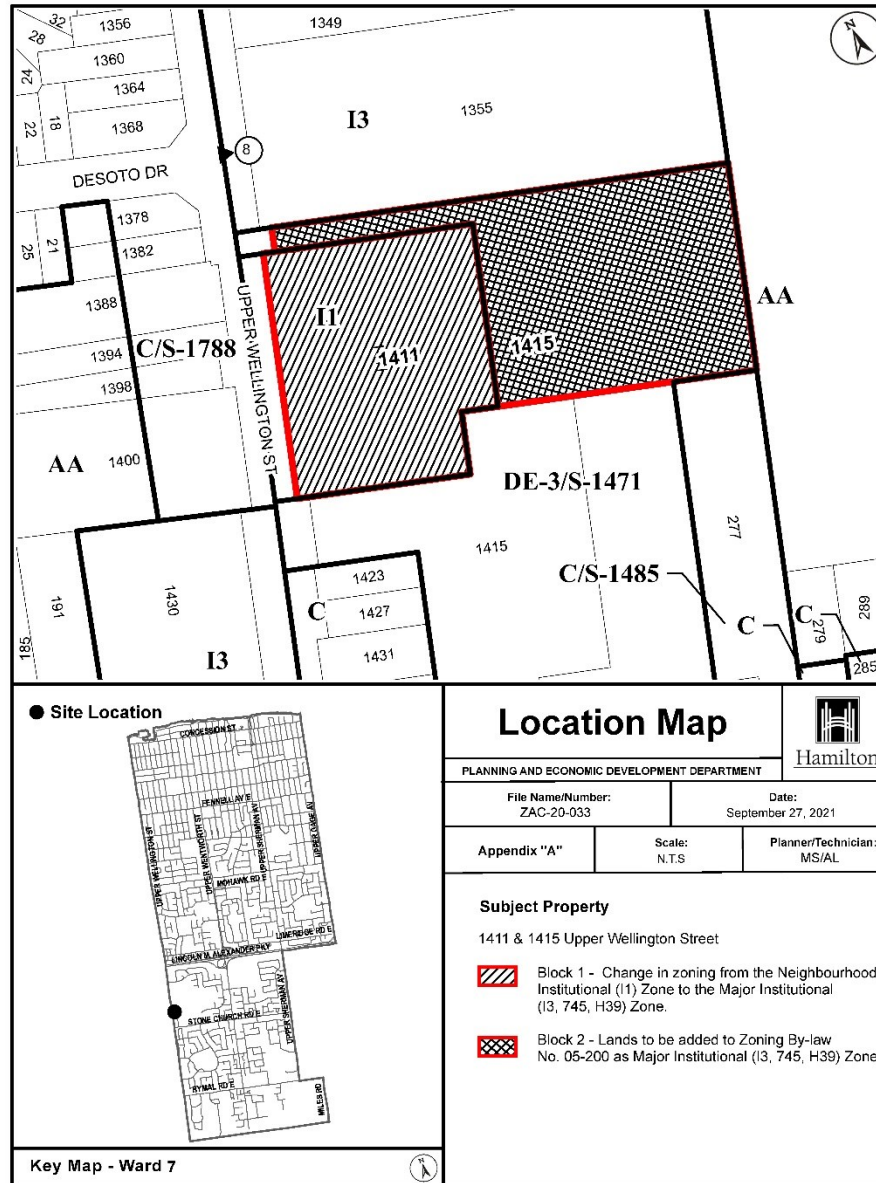 32
1356
1349
28
1360
24
1364
18
22
1368
I3
1355
8
DESOTO DR
1378
25
21
1382
1388
C/S-1788
UPPER WELLINGTON ST
I1
1411
1415
AA
1394
1398
AA
1400
DE-3/S-1471
185
191
1430
I3
C
1423
1427
1431
1415
C/S-1485
277
C
C
279
289
285
N
Site Location
CONCESSION ST
FENNELL AV E
UPPER WELLINGTON ST
UPPER WENTWORTH ST
UPPER SHERMAN AV
UPPER GAGE AV
MOHAWK RD E
LIMERIDGE RD E
LINCOLN M. ALEXANDER PKY
UPPER SHERMAN AV
STONE CHURCH RD E
RYMAL RD E
MILES RD
Key Map - Ward 7
N
Location Map
Hamilton
PLANNING AND ECONOMIC DEVELOPMENT DEPARTMENT
File Name/Number:
ZAC-20-033
Date:
September 27, 2021
Appendix "A"
Scale:
N.T.S
Planner/Technician:
MS/AL
Subject Property
1411 & 1415 Upper Wellington Street
Block 1 - Change in zoning from the Neighbourhood
Institutional (I1) Zone to the Major Institutional
(I3, 745, H39) Zone.
Block 2 - Lands to be added to Zoning By-law
No. 05-200 as Major Institutional (I3, 745, H39) Zone